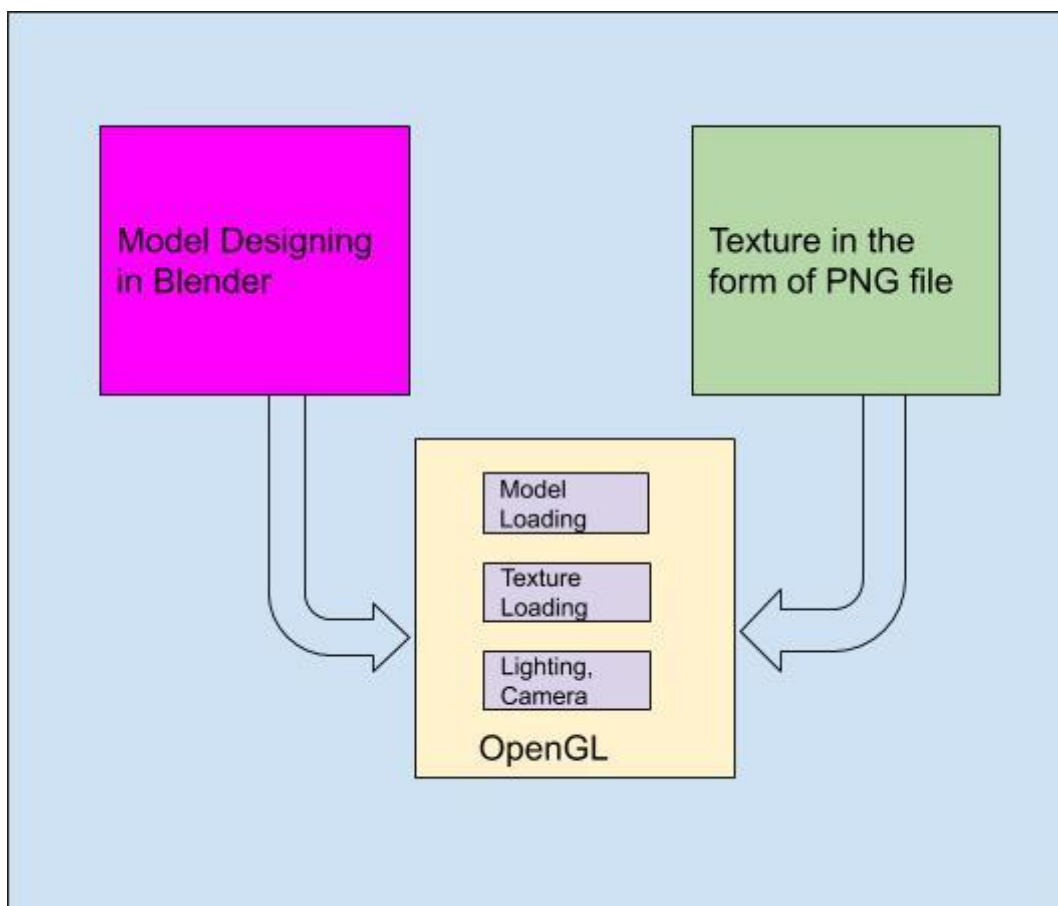 Model Designing
in Blender
Texture in the
form of PNG file
Model
Loading
Texture
Loading
Lighting,
Camera
OpenGL